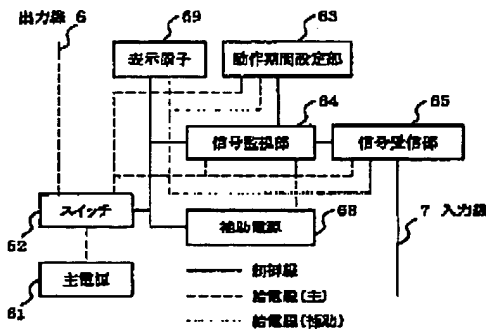 出力線 6
69
63
表示素子
動作期間設定部
64
65
信号監視部
信号受信部
スイッチ
補助電源
68
62
7 入力線
主電源
61
制御線
給電線(主)
給電線(補助)